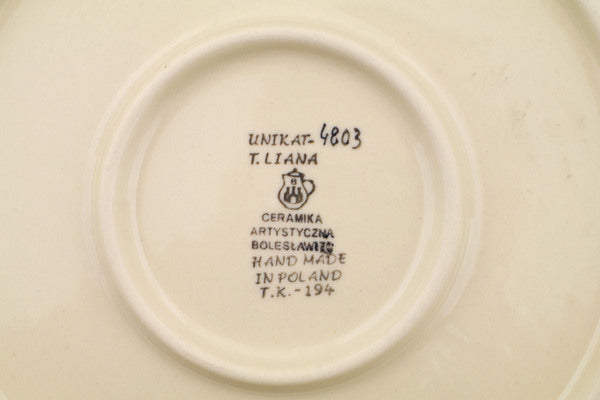 UNIKAT-4803
T. LIANA
B
CERAMIKA
ARTYSTYCZNA
BOLESŁAWIEC
HAND MADE
IN POLAND
T.K.-194